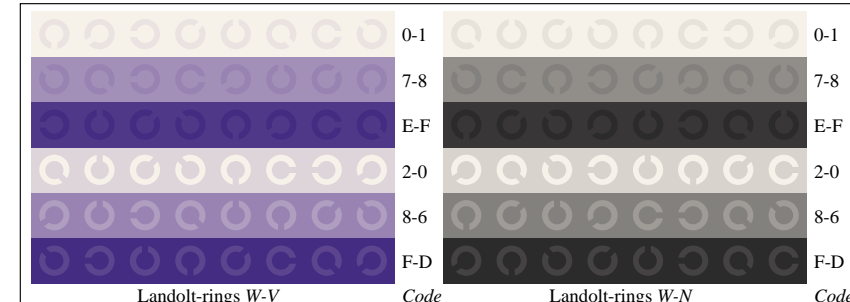 0-1 0-1
7-8 7-8
E-F E-F
2-0 2-0
8-6 8-6
F-D F-D
Landolt-rings W-V Code Landolt-rings W-N Code